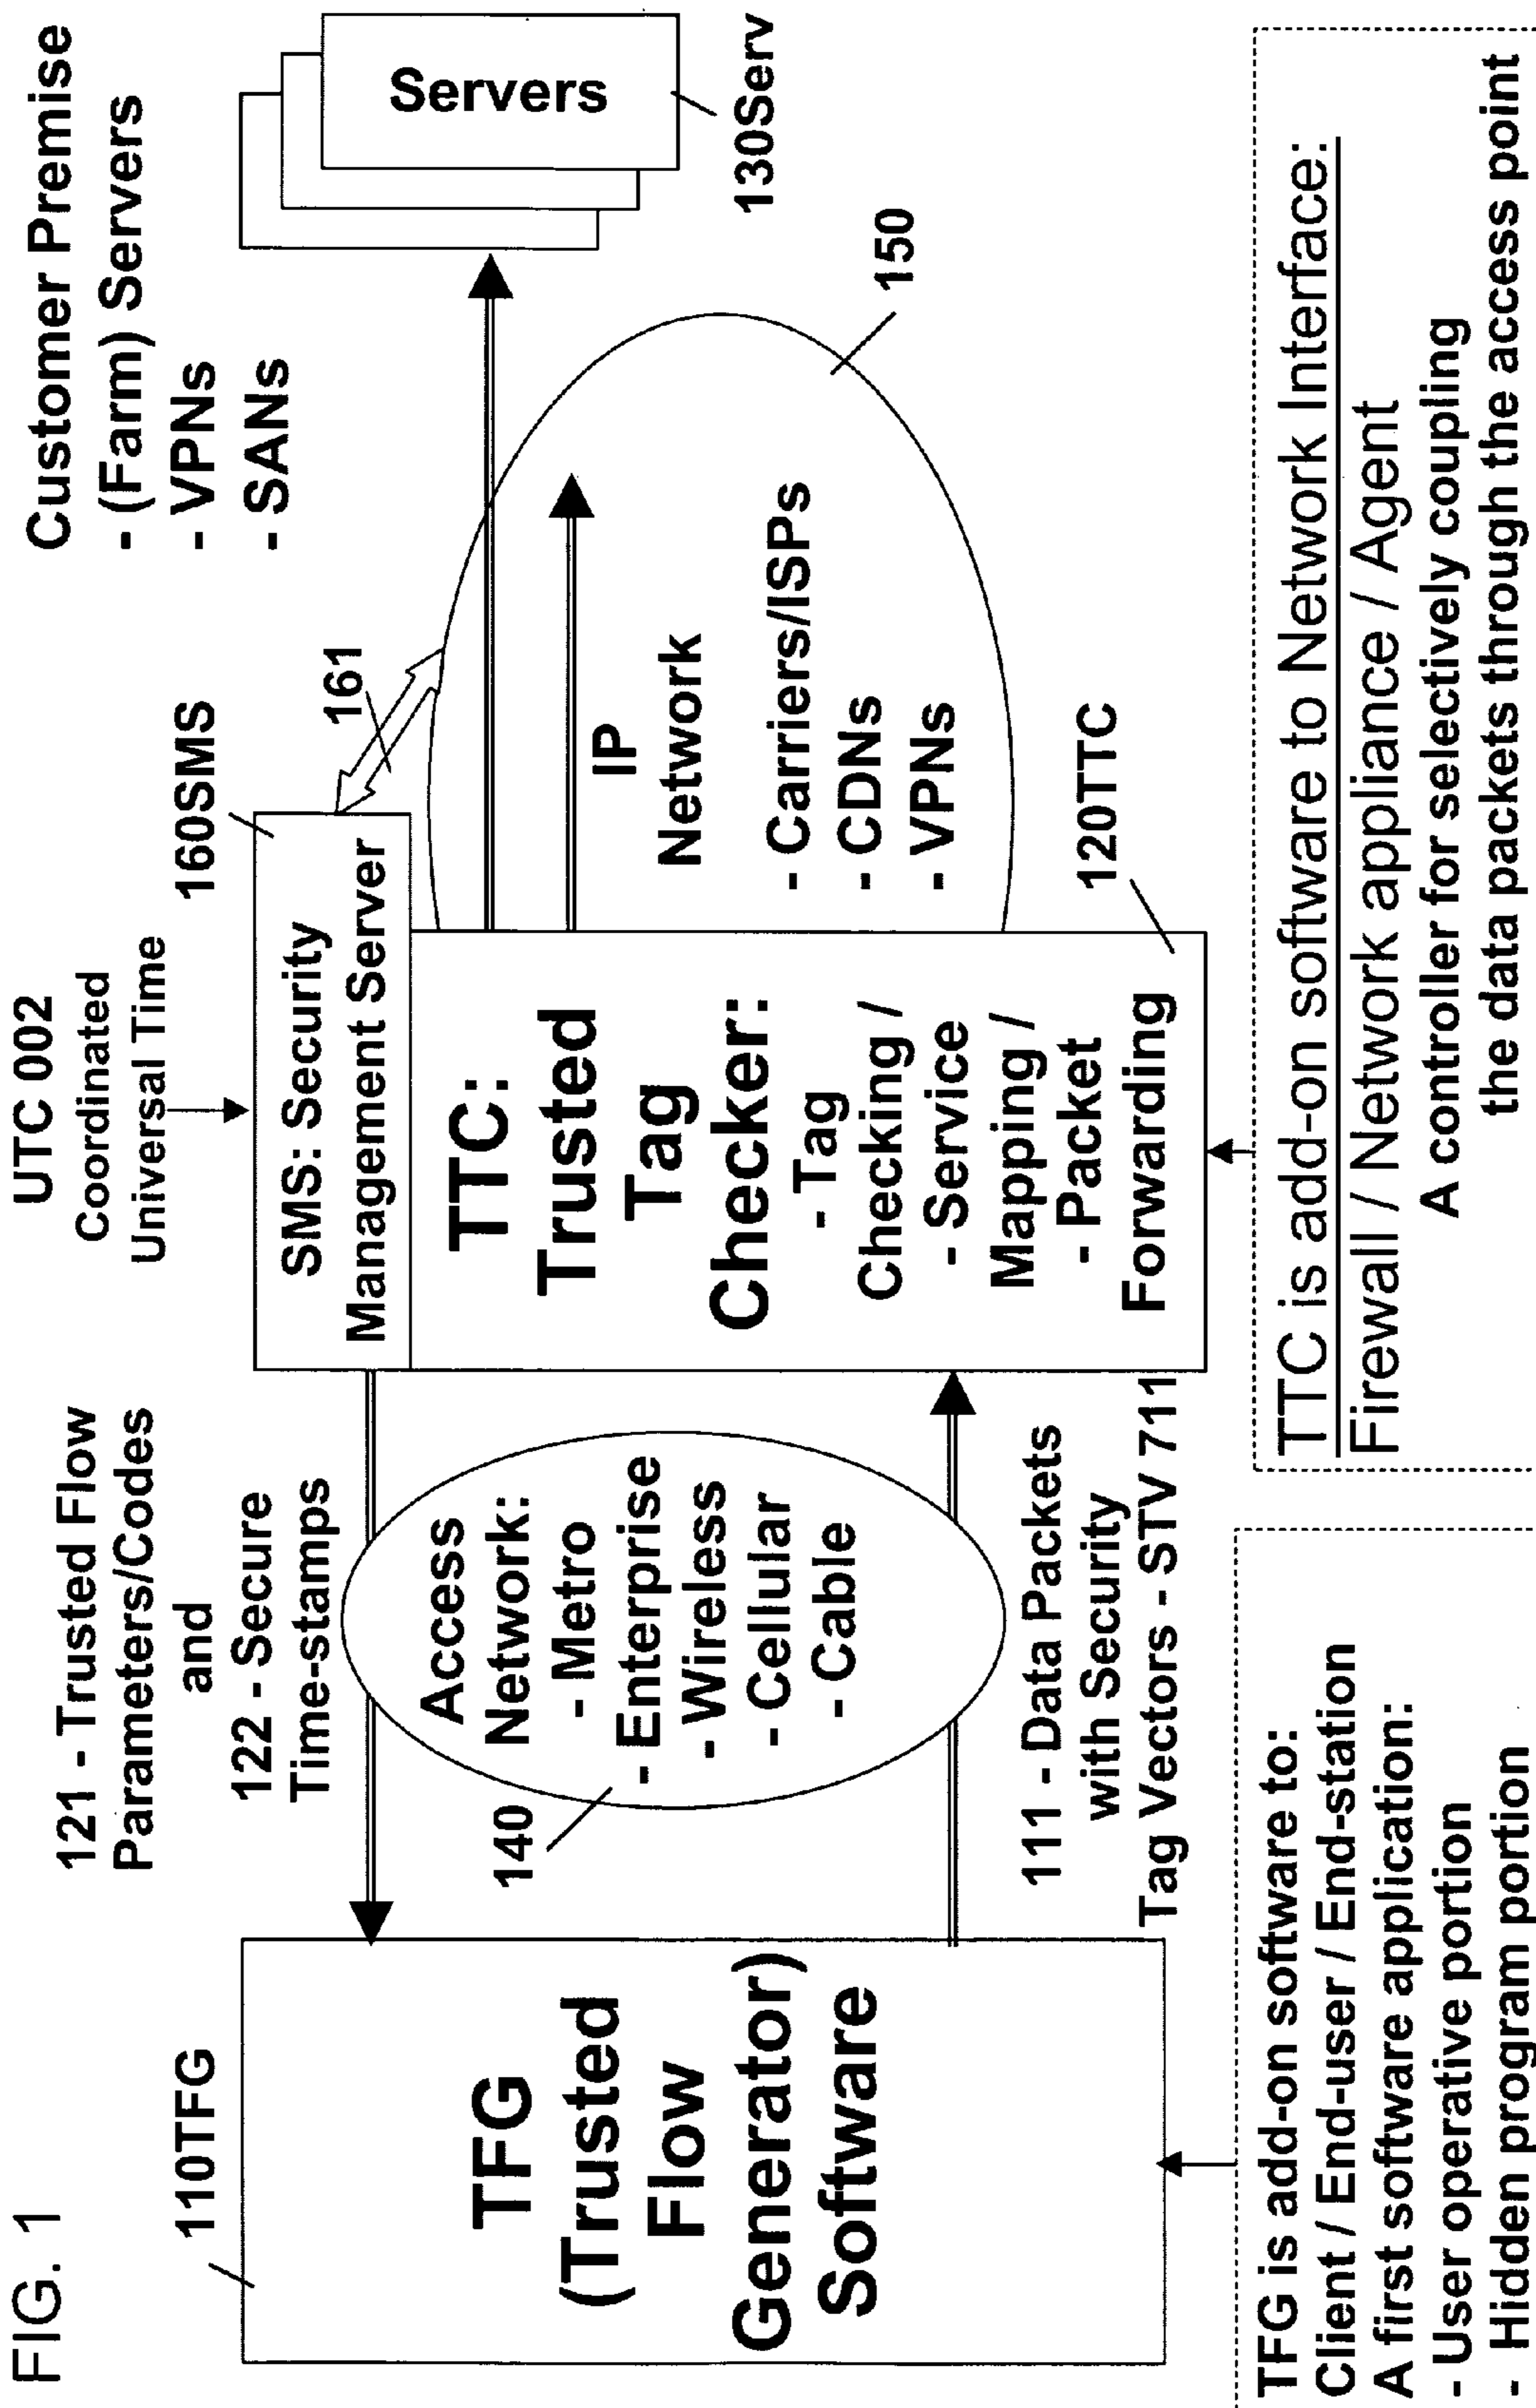 FIG. 1
110TFG
TFG
(Trusted
Flow
Generator)
Software
TFG is add-on software to:
Client / End-user / End-station
A first software application:
- User operative portion
- Hidden program portion
121 - Trusted Flow
Parameters/Codes
and
122 - Secure
Time-stamps
140
Access
Network:
- Metro
- Enterprise
- Wireless
- Cellular
- Cable
111 - Data Packets
with Security
Tag Vectors - STV 711
UTC 002
Coordinated
Universal Time
160SMS
161
SMS: Security
Management Server
TTC:
Trusted
Tag
Checker:
- Tag
Checking /
- Service
Mapping /
- Packet
Forwarding
120TTC
TTC is add-on software to Network Interface:
Firewall / Network appliance / Agent
A controller for selectively coupling
the data packets through the access point
IP
Network
- Carriers/ISPs
- CDNs
- VPNs
150
Customer Premise
- (Farm) Servers
- VPNs
- SANs
Servers
130Serv